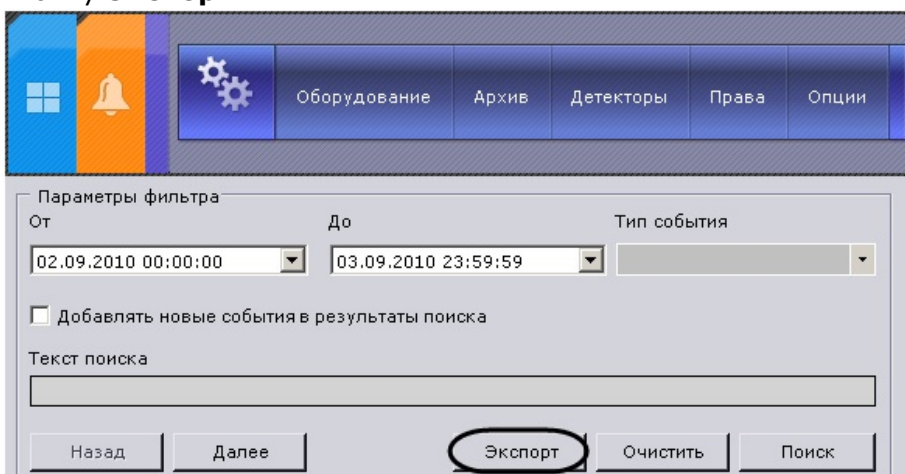 Оборудование Архив Детекторы Права Опции
Параметры фильтра
От До Тип события
02.09.2010 00:00:00 03.09.2010 23:59:59
Добавлять новые события в результаты поиска
Текст поиска
Назад Далее Экспорт Очистить Поиск